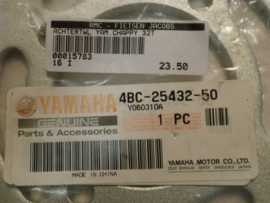 RMC - FIETSEN JACOBS
ACHTERTWL YAM CHAPPY 32T
00015783
16 1
23.50
YAMAHA
4BC-25432-50
Y060310A
GENUINE
Parts & Accessories
1 PC
YAMAHA MOTOR CO., LTD.
MADE IN CHINA